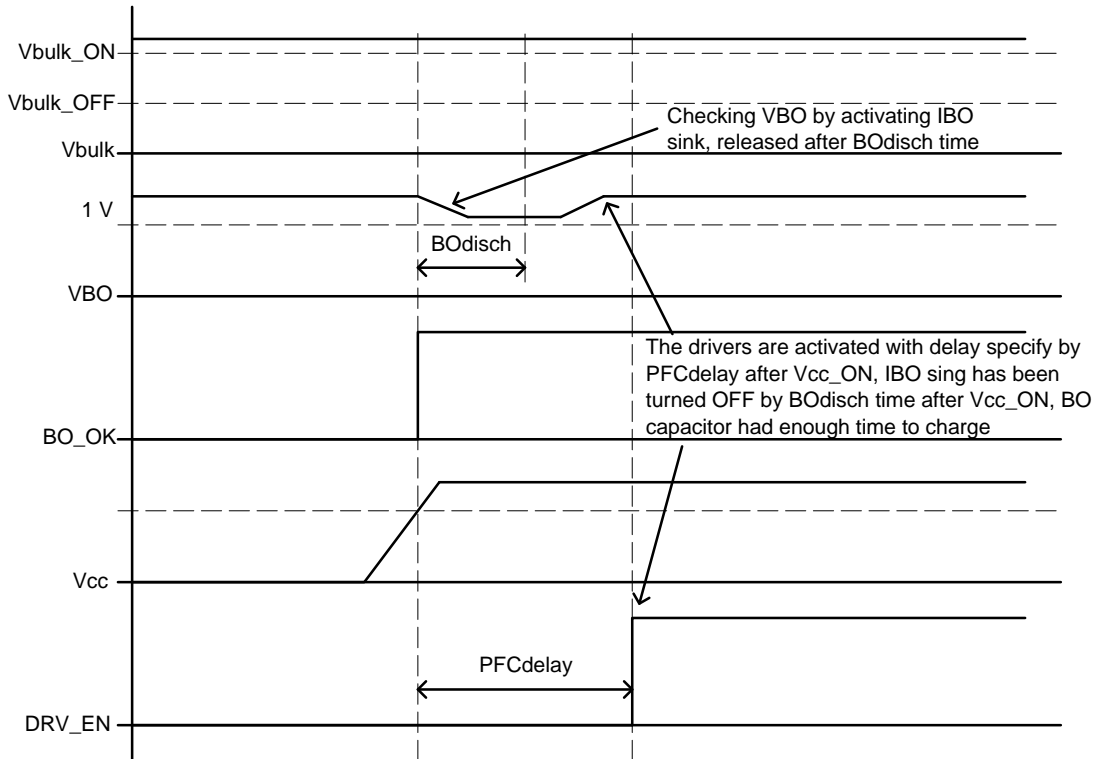 Vbulk_ON
Vbulk_OFF
Checking VBO by activating IBO
sink, released after BOdisch time
Vbulk
1 V
BOdisch
VBO
The drivers are activated with delay specify by
PFCdelay after Vcc_ON, IBO sing has been
turned OFF by BOdisch time after Vcc_ON, BO
capacitor had enough time to charge
BO_OK
Vcc
PFCdelay
DRV_EN